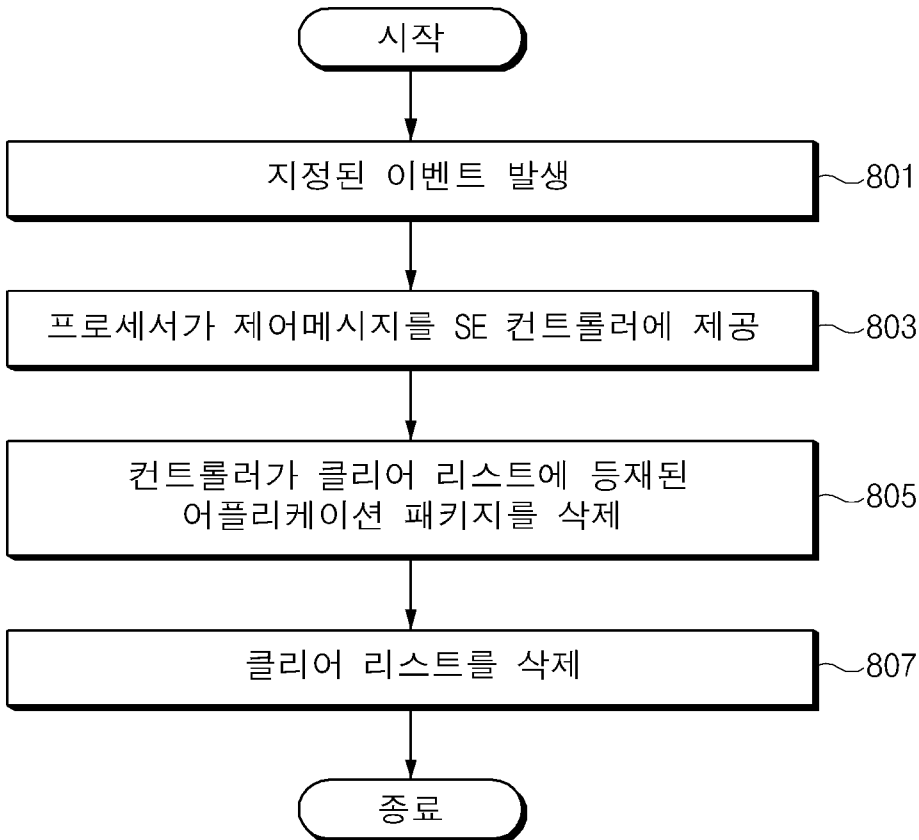 시작
지정된 이벤트 발생
801
프로세서가 제어메시지를 SE 컨트롤러에 제공
803
컨트롤러가 클리어 리스트에 등재된
어플리케이션 패키지를 삭제
805
클리어 리스트를 삭제
807
종료